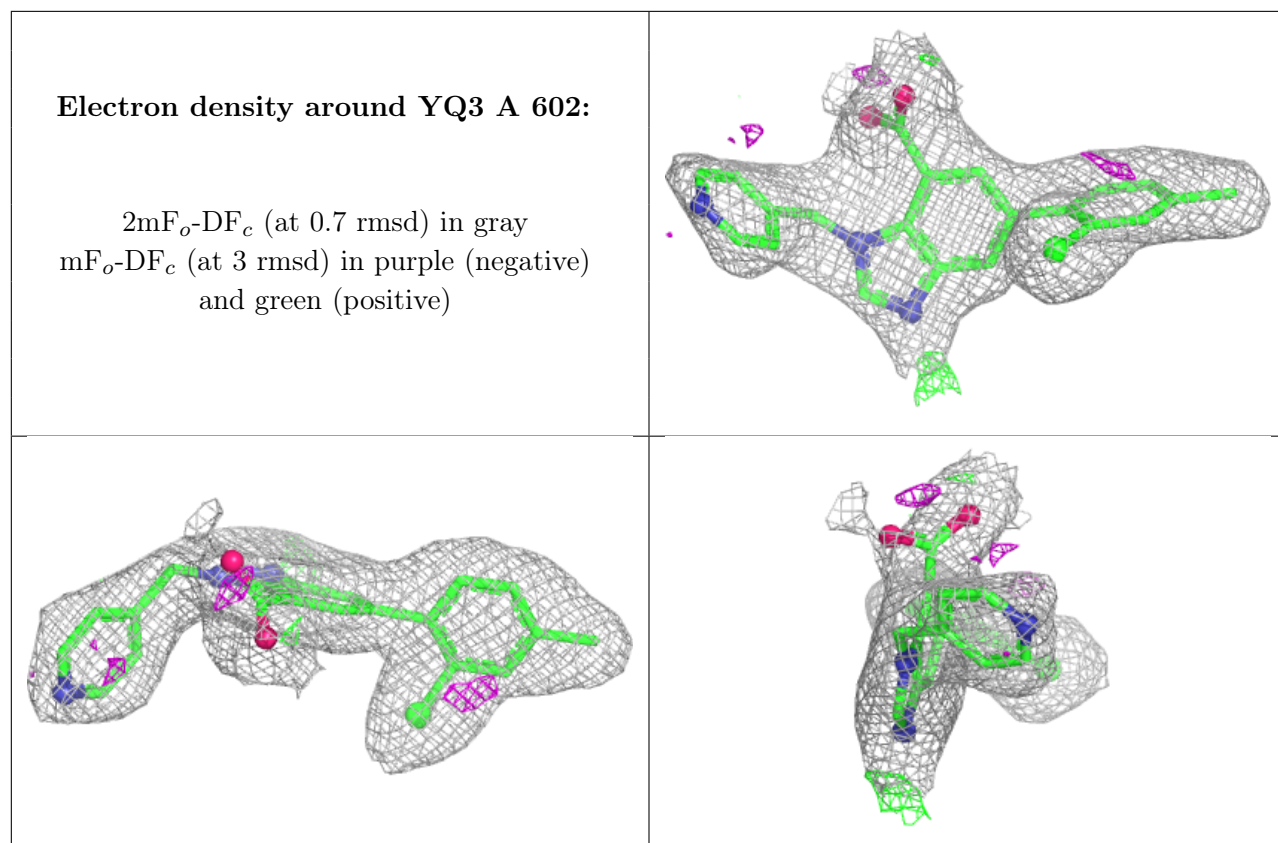 Electron density around YQ3 A 602:
2mFo-DFc (at 0.7 rmsd) in gray
mFo-DFc (at 3 rmsd) in purple (negative)
and green (positive)